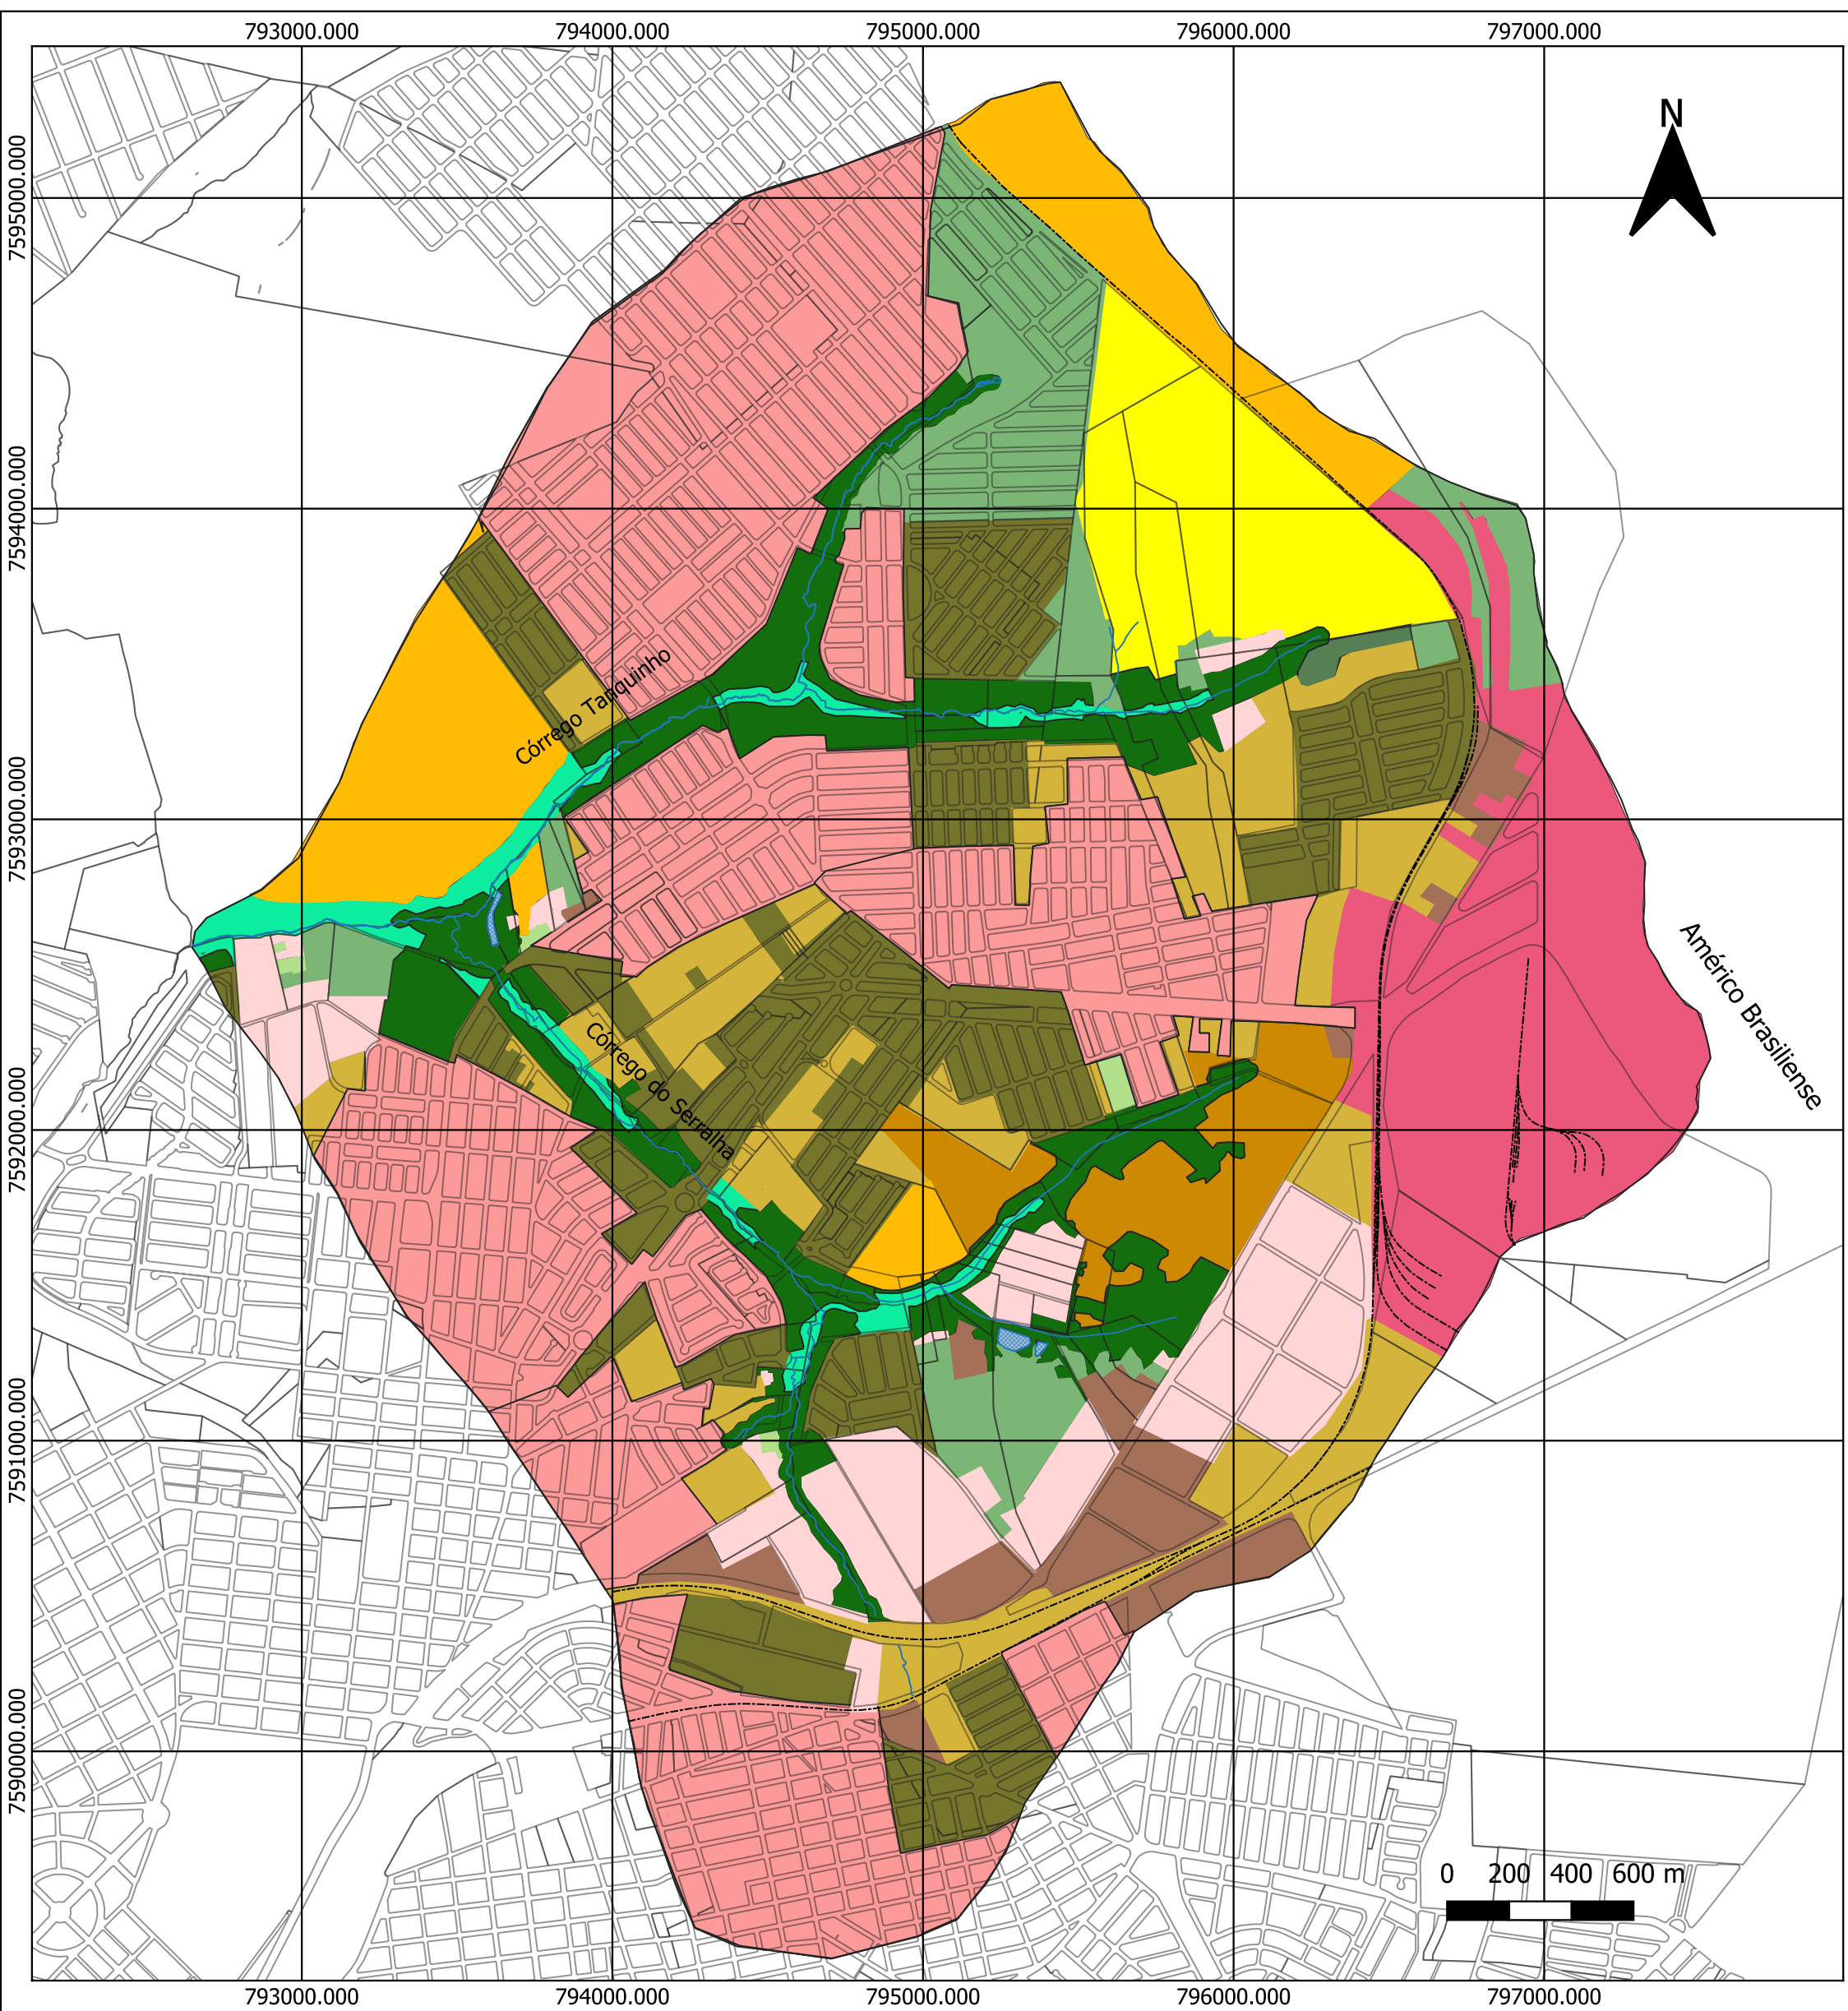 793000.000 794000.000 795000.000 796000.000 797000.000
N
7595000.000
7594000.000
Córrego Tanquinho
7593000.000
Américo Brasiliense
Córrego do Serralha
7592000.000
7591000.000
7590000.000
0 200 400 600 m
793000.000 794000.000 795000.000 796000.000 797000.000